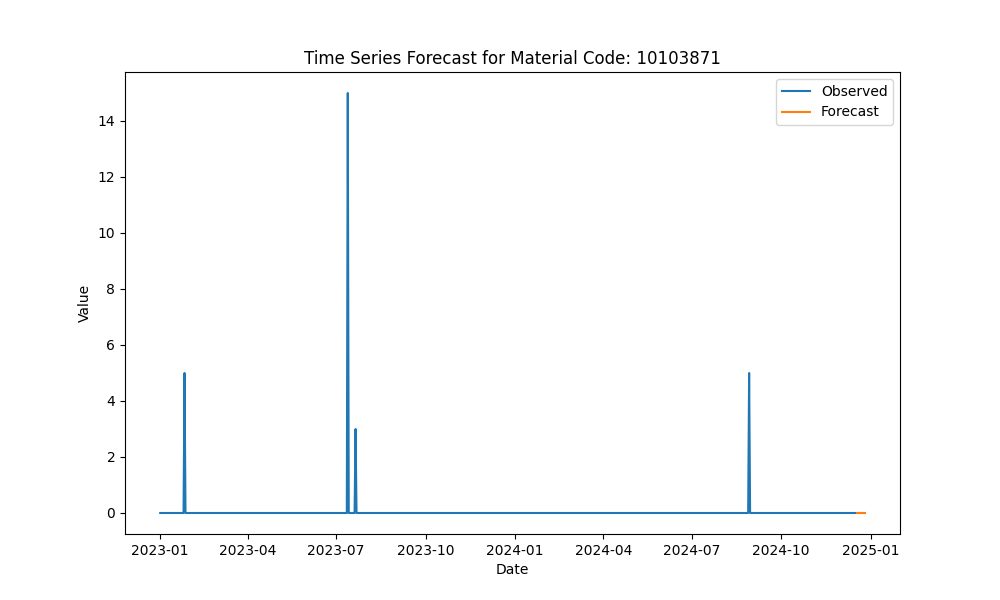 Time Series Forecast for Material Code: 10103871
Observed
Forecast
14
12
10
8
6
4
2
0
Value
2023-01 2023-04 2023-07 2023-10 2024-01 2024-04 2024-07 2024-10 2025-01
Date